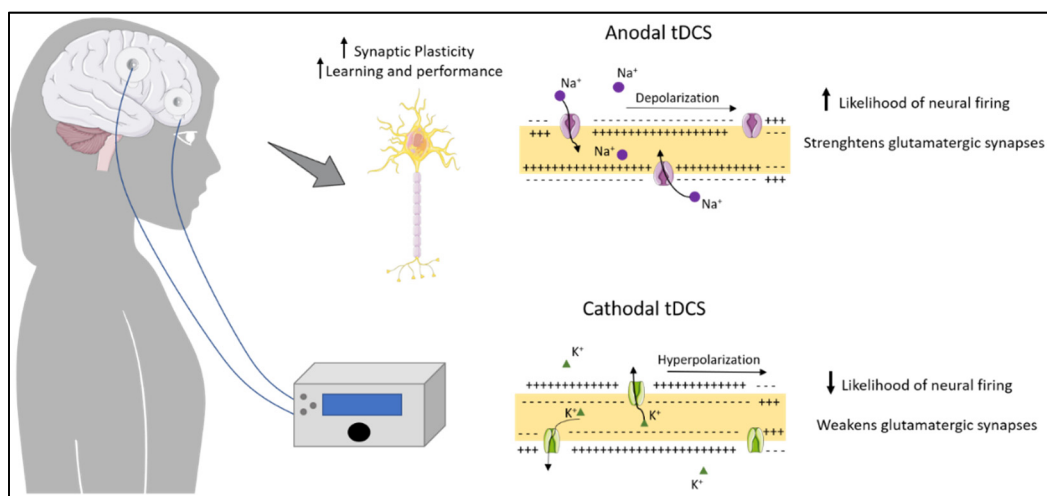 Synaptic Plasticity
Learning and performance
Anodal tDCS
Na⁺
Depolarization
Na⁺
Na⁺
Likelihood of neural firing
Strenghtens glutamatergic synapses
Cathodal tDCS
K⁺
Hyperpolarization
K⁺
K⁺
K⁺
Likelihood of neural firing
Weakens glutamatergic synapses